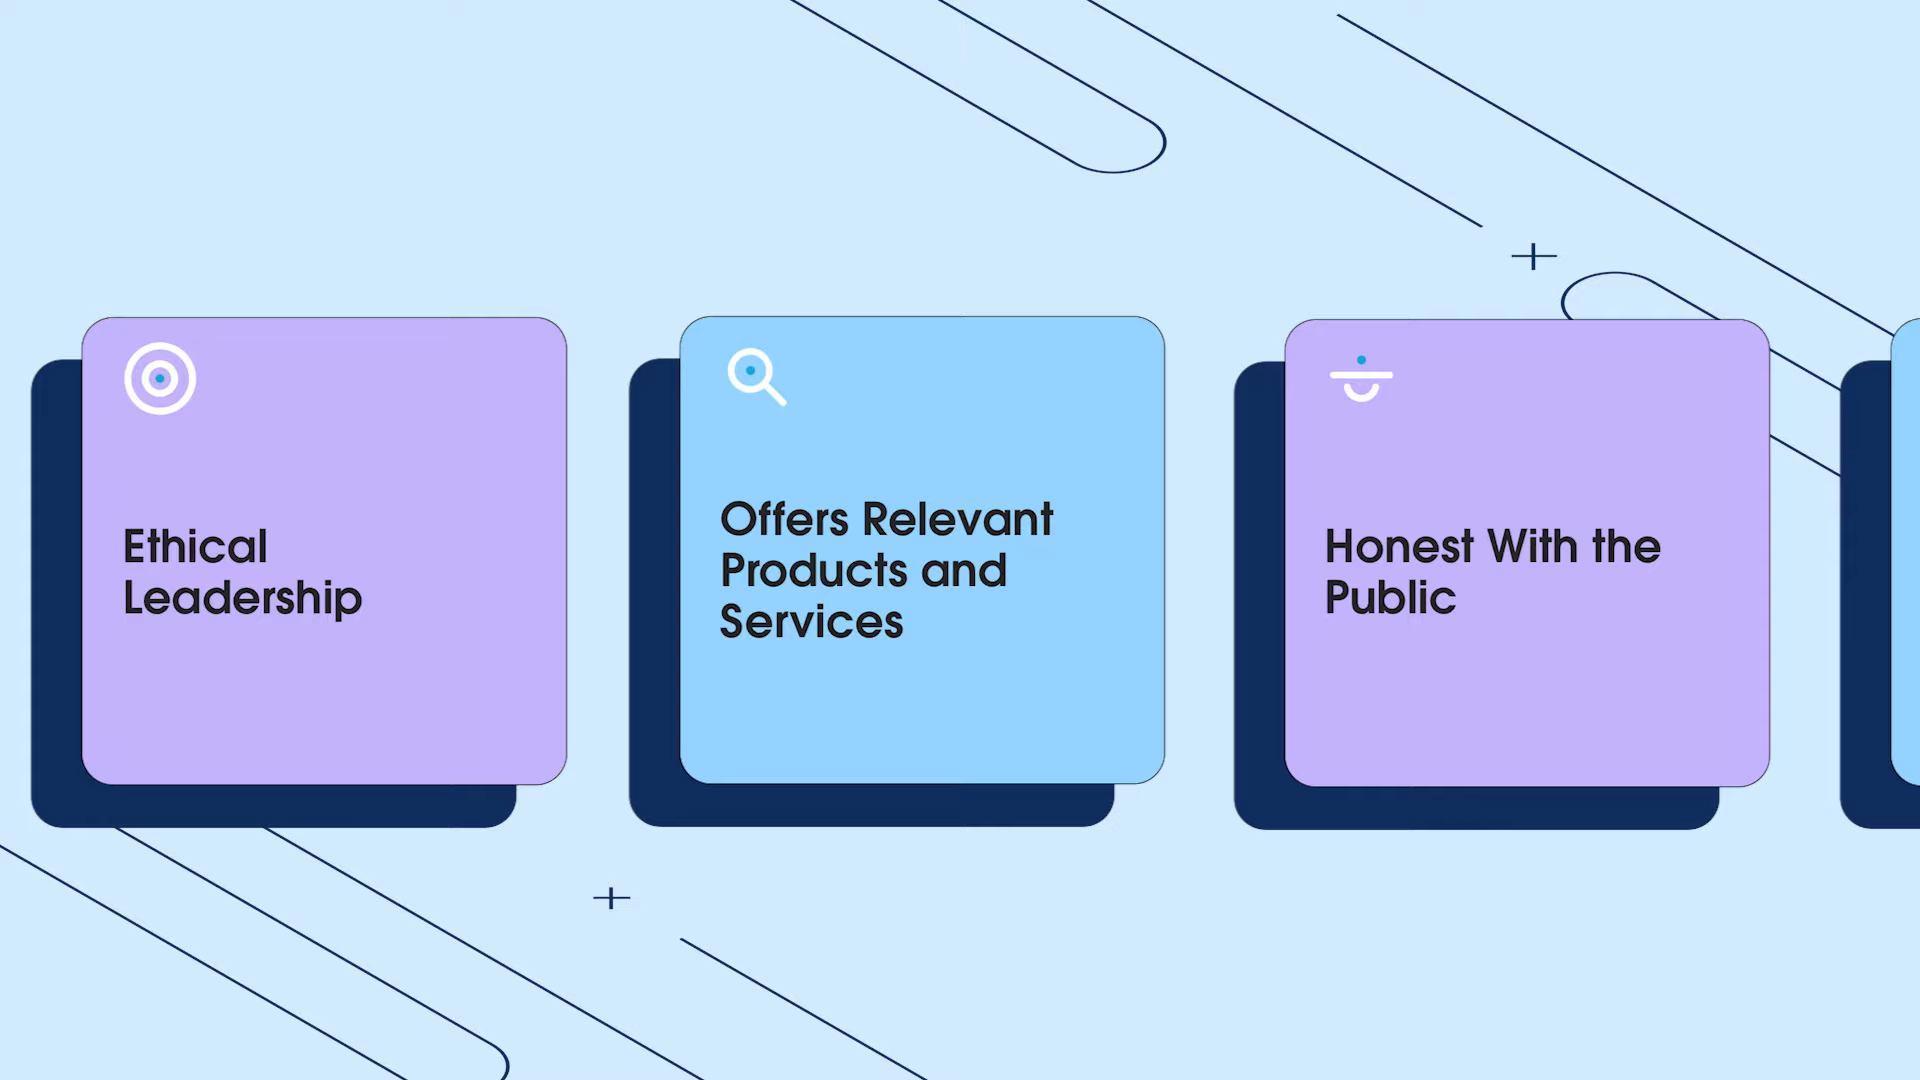 Ethical
Leadership
Offers Relevant
Products and
Services
Honest With the
Public